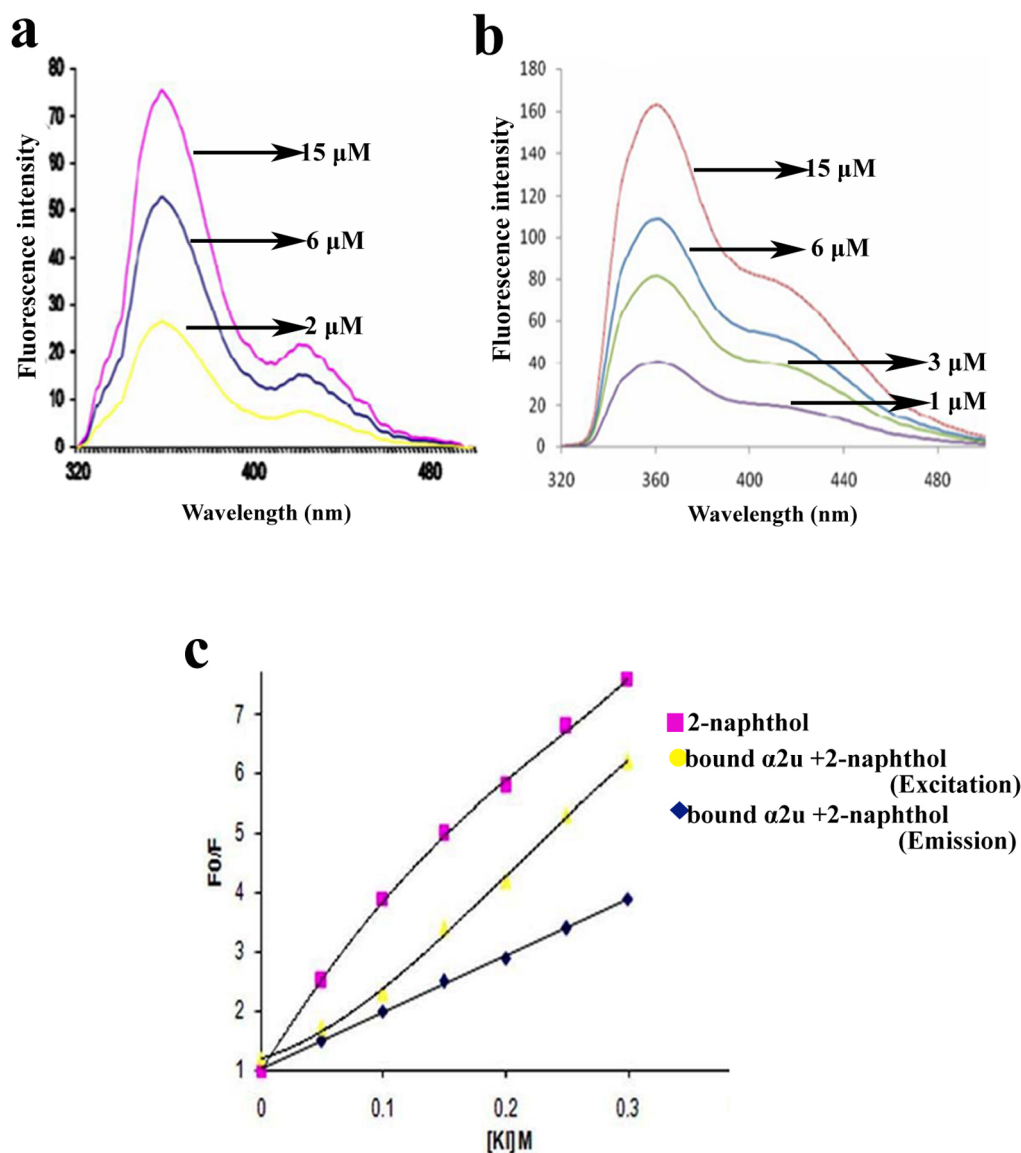 a
80
70
60
50
40
30
20
10
0
320
400
480
Fluorescence intensity
Wavelength (nm)
15 μM
6 μM
2 μM
b
180
160
140
120
100
80
60
40
20
0
320
360
400
440
480
Fluorescence intensity
Wavelength (nm)
15 μM
6 μM
3 μM
1 μM
c
7
6
5
4
3
2
1
0
0.1
0.2
0.3
F0/F
[KI]M
2-naphthol
bound α2u +2-naphthol
(Excitation)
bound α2u +2-naphthol
(Emission)